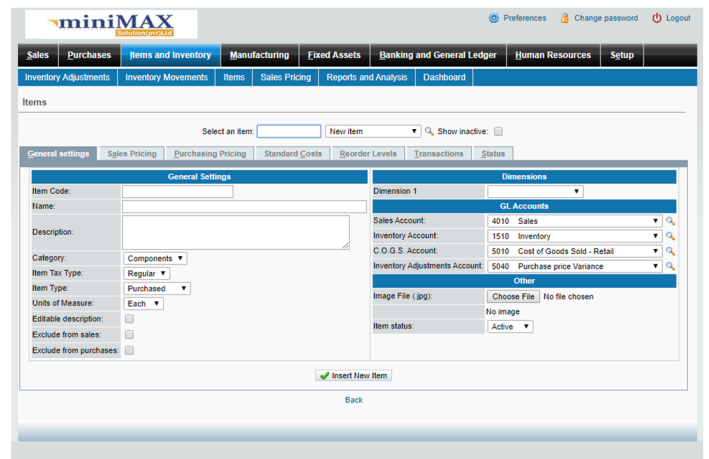 miniMAX
Solution(pvt)Ltd
Preferences Change password Logout
Sales Purchases Items and Inventory Manufacturing Fixed Assets Banking and General Ledger Human Resources Setup
Inventory Adjustments Inventory Movements Items Sales Pricing Reports and Analysis Dashboard
Items
Select an item: New item Show inactive:
General settings Sales Pricing Purchasing Pricing Standard Costs Reorder Levels Transactions Status
General Settings
Item Code:
Name:
Description:
Category: Components
Item Tax Type: Regular
Item Type: Purchased
Units of Measure: Each
Editable description:
Exclude from sales:
Exclude from purchases:
Dimensions
Dimension 1
GL Accounts
Sales Account: 4010 Sales
Inventory Account: 1510 Inventory
C.O.G.S. Account: 5010 Cost of Goods Sold - Retail
Inventory Adjustments Account: 5040 Purchase price Variance
Other
Image File (.jpg): Choose File No file chosen
No image
Item status: Active
Insert New Item
Back